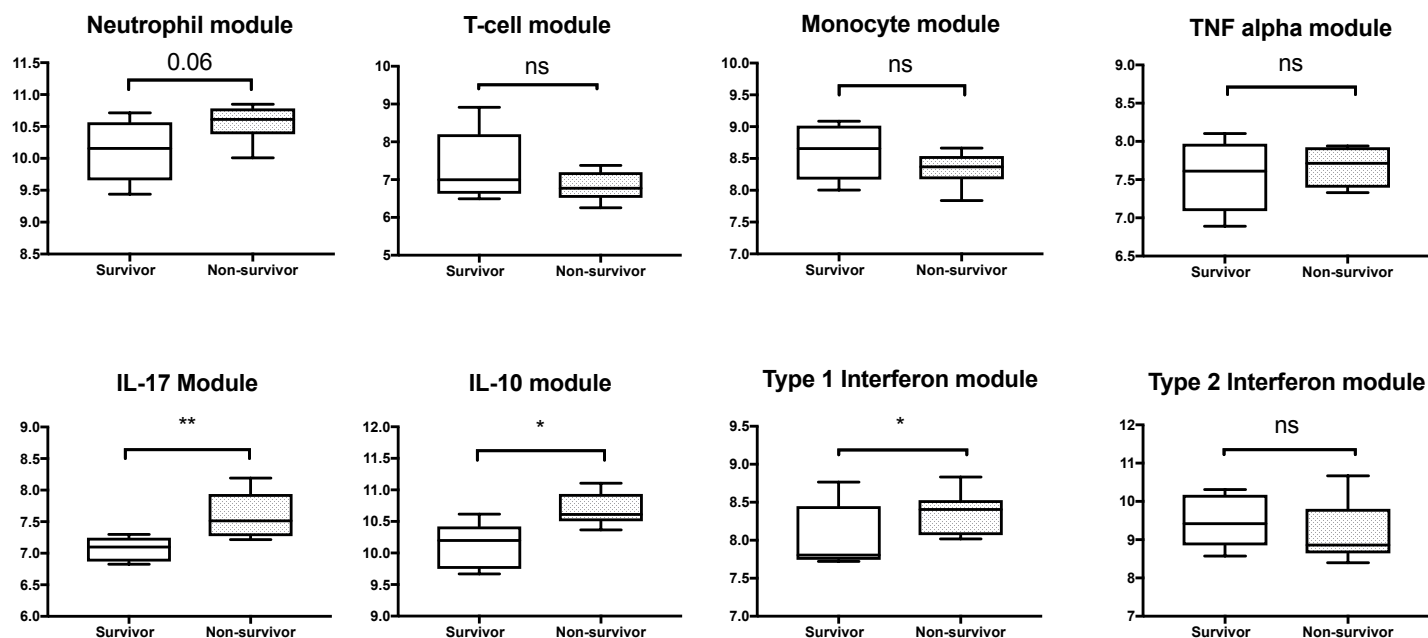 Neutrophil module
0.06
11.5
11.0
10.5
10.0
9.5
9.0
8.5
Survivor
Non-survivor
T-cell module
ns
10
9
8
7
6
5
Survivor
Non-survivor
Monocyte module
ns
10.0
9.5
9.0
8.5
8.0
7.5
7.0
Survivor
Non-survivor
TNF alpha module
ns
9.0
8.5
8.0
7.5
7.0
6.5
Survivor
Non-survivor
IL-17 Module
**
9.0
8.5
8.0
7.5
7.0
6.5
6.0
Survivor
Non-survivor
IL-10 module
*
12.0
11.5
11.0
10.5
10.0
9.5
9.0
Survivor
Non-survivor
Type 1 Interferon module
*
9.5
9.0
8.5
8.0
7.5
7.0
Survivor
Non-survivor
Type 2 Interferon module
ns
12
11
10
9
8
7
Survivor
Non-survivor